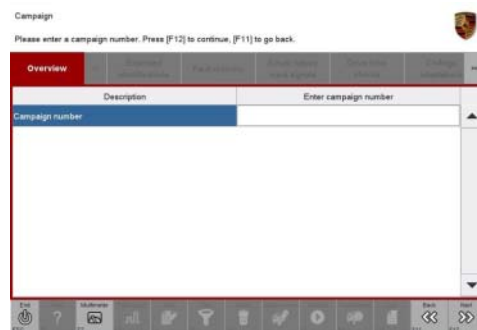 Campaign
Please enter a campaign number. Press [F12] to continue, [F11] to go back.
Overview
Description
Enter campaign number
Campaign number
End
Multimeter
Back
Next